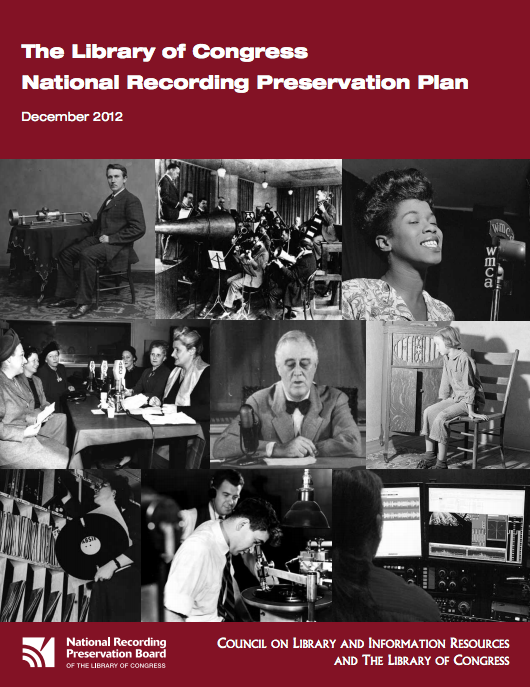 The Library of Congress
National Recording Preservation Plan
December 2012
wmc
wmca
National Recording
Preservation Board
OF THE LIBRARY OF CONGRESS
COUNCIL ON LIBRARY AND INFORMATION RESOURCES
AND THE LIBRARY OF CONGRESS